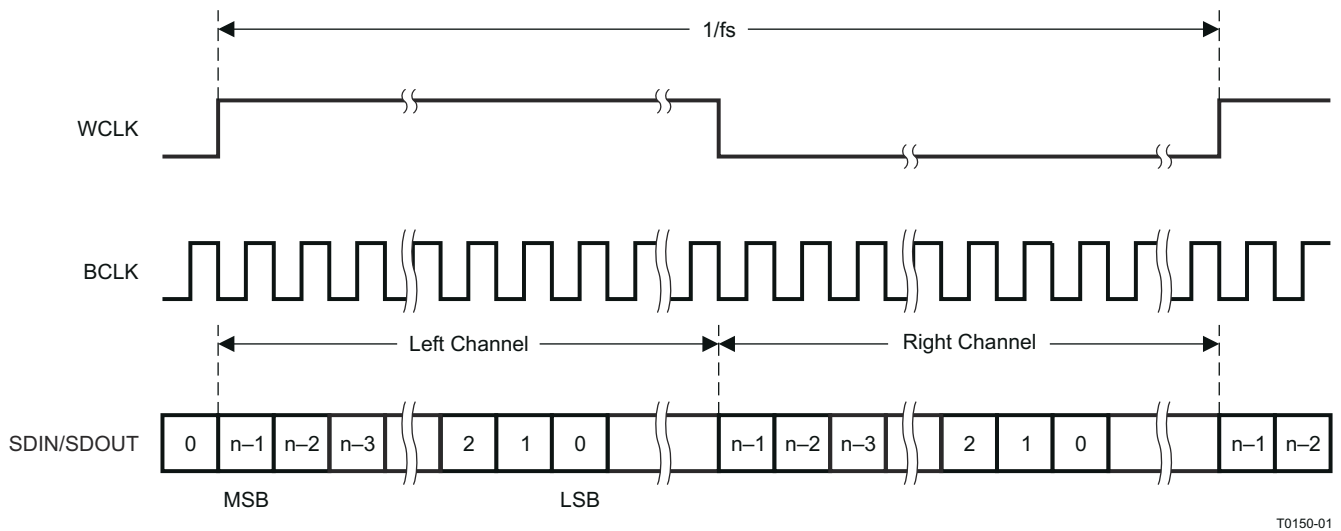 1/fs
WCLK
BCLK
Left Channel
Right Channel
SDIN/SDOUT 0 n–1 n–2 n–3 2 1 0 n–1 n–2 n–3 2 1 0 n–1 n–2
MSB LSB
T0150-01